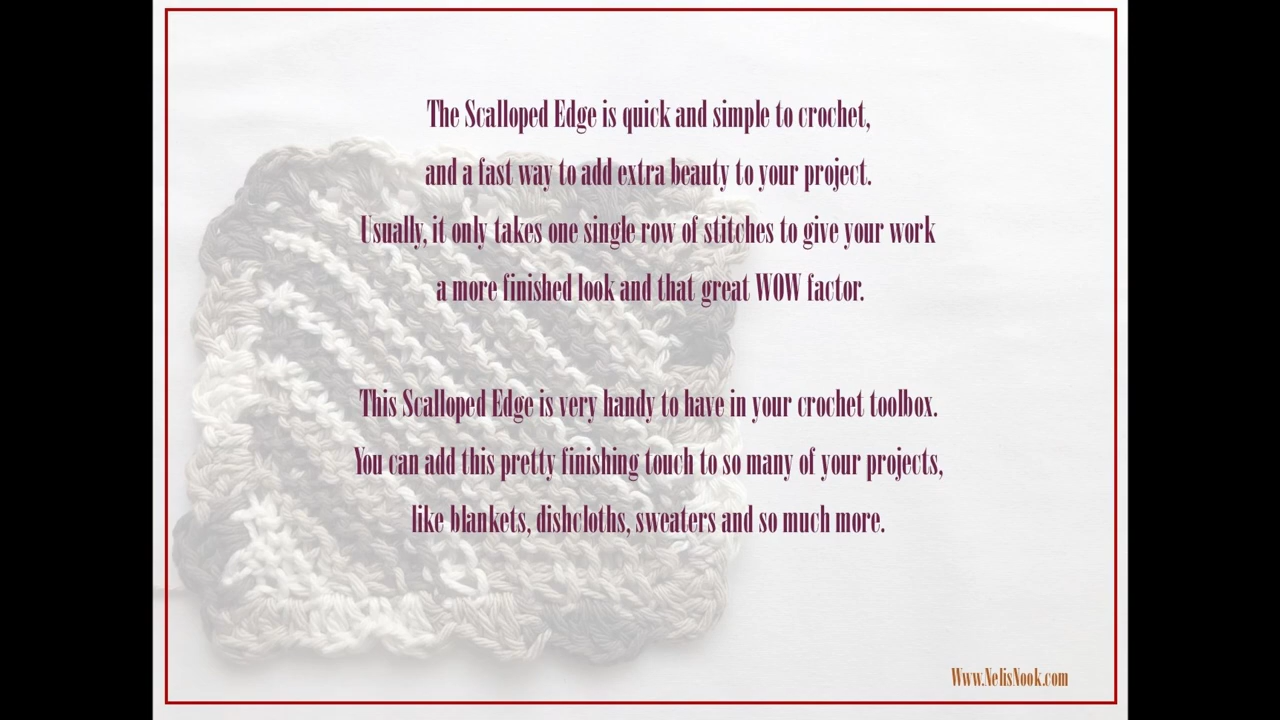 The Scalloped Edge is quick and simple to crochet,
and a fast way to add extra beauty to your project.
Usually, it only takes one single row of stitches to give your work
a more finished look and that great WOW factor.
This Scalloped Edge is very handy to have in your crochet toolbox.
You can add this pretty finishing touch to so many of your projects,
like blankets, dishcloths, sweaters and so much more.
Www.NelisNook.com